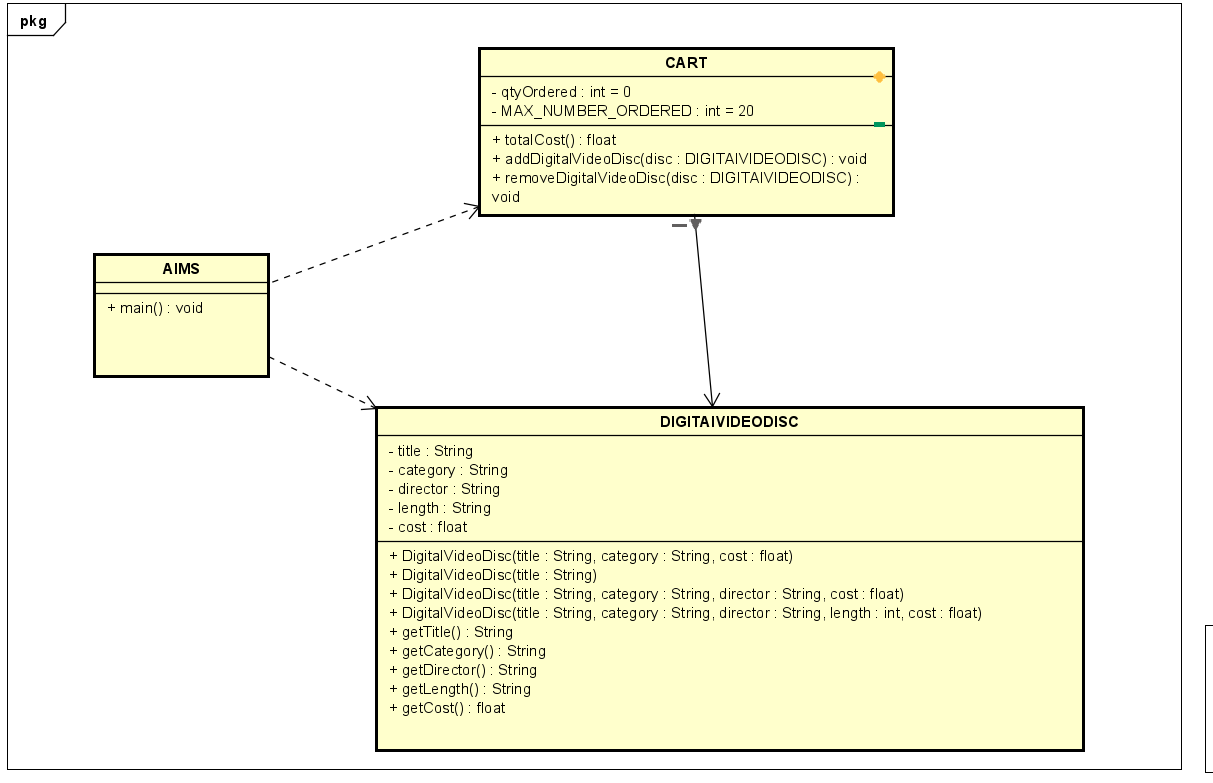 pkg
CART
- qtyOrdered : int = 0
- MAX_NUMBER_ORDERED : int = 20
+ totalCost() : float
+ addDigitalVideoDisc(disc : DIGITAlVIDEODISC) : void
+ removeDigitalVideoDisc(disc : DIGITAlVIDEODISC) :
void
AIMS
+ main() : void
DIGITAlVIDEODISC
- title : String
- category : String
- director : String
- length : String
- cost : float
+ DigitalVideoDisc(title : String, category : String, cost : float)
+ DigitalVideoDisc(title : String)
+ DigitalVideoDisc(title : String, category : String, director : String, cost : float)
+ DigitalVideoDisc(title : String, category : String, director : String, length : int, cost : float)
+ getTitle() : String
+ getCategory() : String
+ getDirector() : String
+ getLength() : String
+ getCost() : float